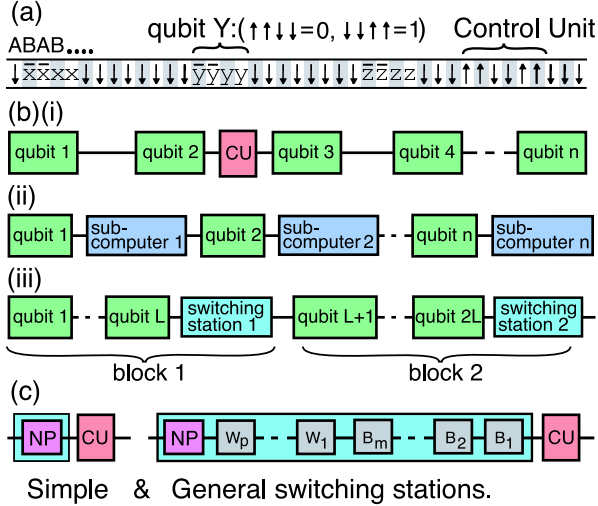 (a)
qubit Y:(↑↑↓↓=0, ↓↓↑↑=1) Control Unit
ABAB....
↓x̄x̄xx↓↓↓↓↓↓↓ȳȳyy↓↓↓↓↓↓↓z̄z̄zz↓↓↓↑↑↓↓↑↑↓↓↓
(b)(i)
qubit 1 qubit 2 CU qubit 3 qubit 4 qubit n
(ii)
qubit 1 sub-computer 1 qubit 2 sub-computer 2 qubit n sub-computer n
(iii)
qubit 1 qubit L switching station 1 qubit L+1 qubit 2L switching station 2
block 1 block 2
(c)
NP CU NP Wp W1 Bm B2 B1 CU
Simple & General switching stations.